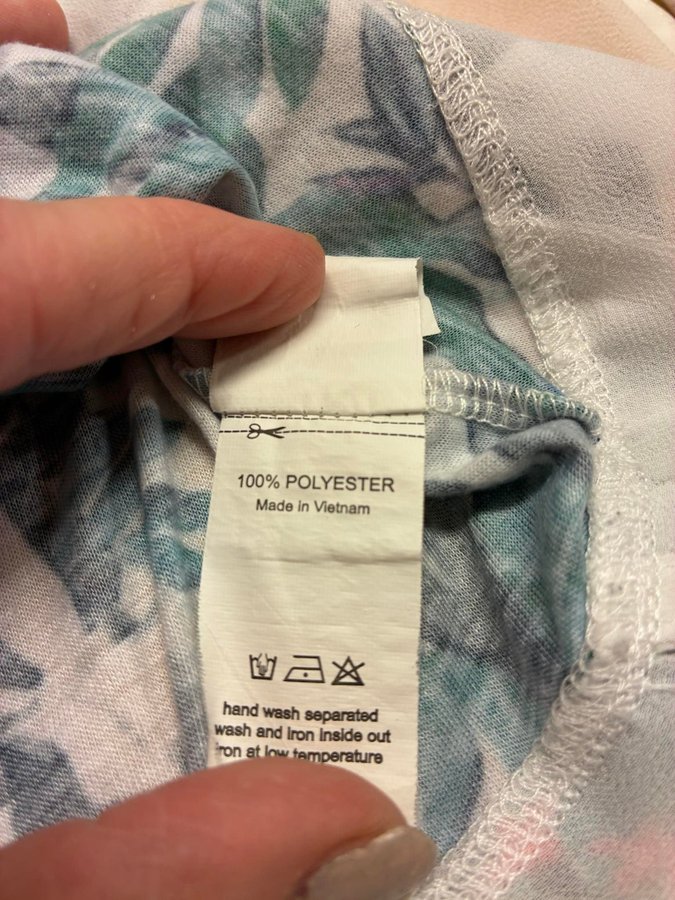 100% POLYESTER
Made in Vietnam
hand wash separated
wash and iron inside out
iron at low temperature